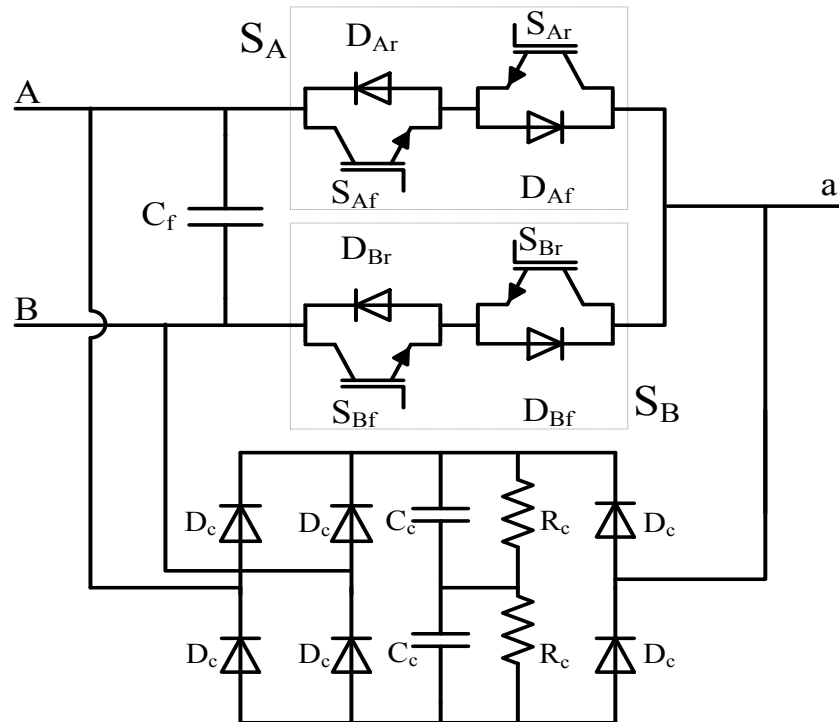 S_A
D_Ar
S_Ar
A
S_Af
D_Af
a
C_f
D_Br
S_Br
B
S_Bf
D_Bf
S_B
D_c
D_c
C_c
R_c
D_c
D_c
D_c
C_c
R_c
D_c